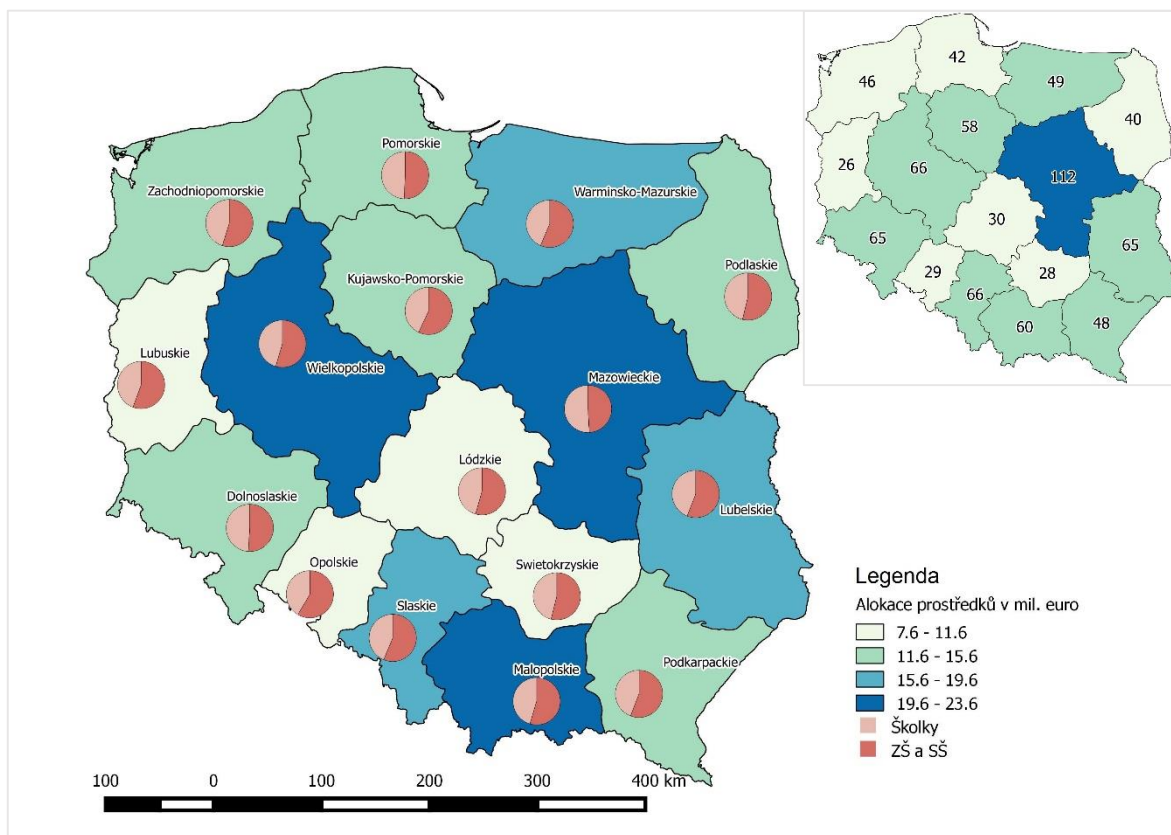 Pomorskie
Zachodniopomorskie
Warminsko-Mazurskie
Kujawsko-Pomorskie
Podłaskie
Lubuskie
Wielkopolskie
Mazowieckie
Lódzkie
Dolnoslaskie
Lubelskie
Opolskie
Swietokrzyskie
Slaskie
Małopolskie
Podkarpackie
42
46
49
40
58
26
66
112
30
65
65
29
28
66
60
48
Legenda
Alokace prostředků v mil. euro
7.6 - 11.6
11.6 - 15.6
15.6 - 19.6
19.6 - 23.6
Školky
ZŠ a SŠ
100 0 100 200 300 400 km